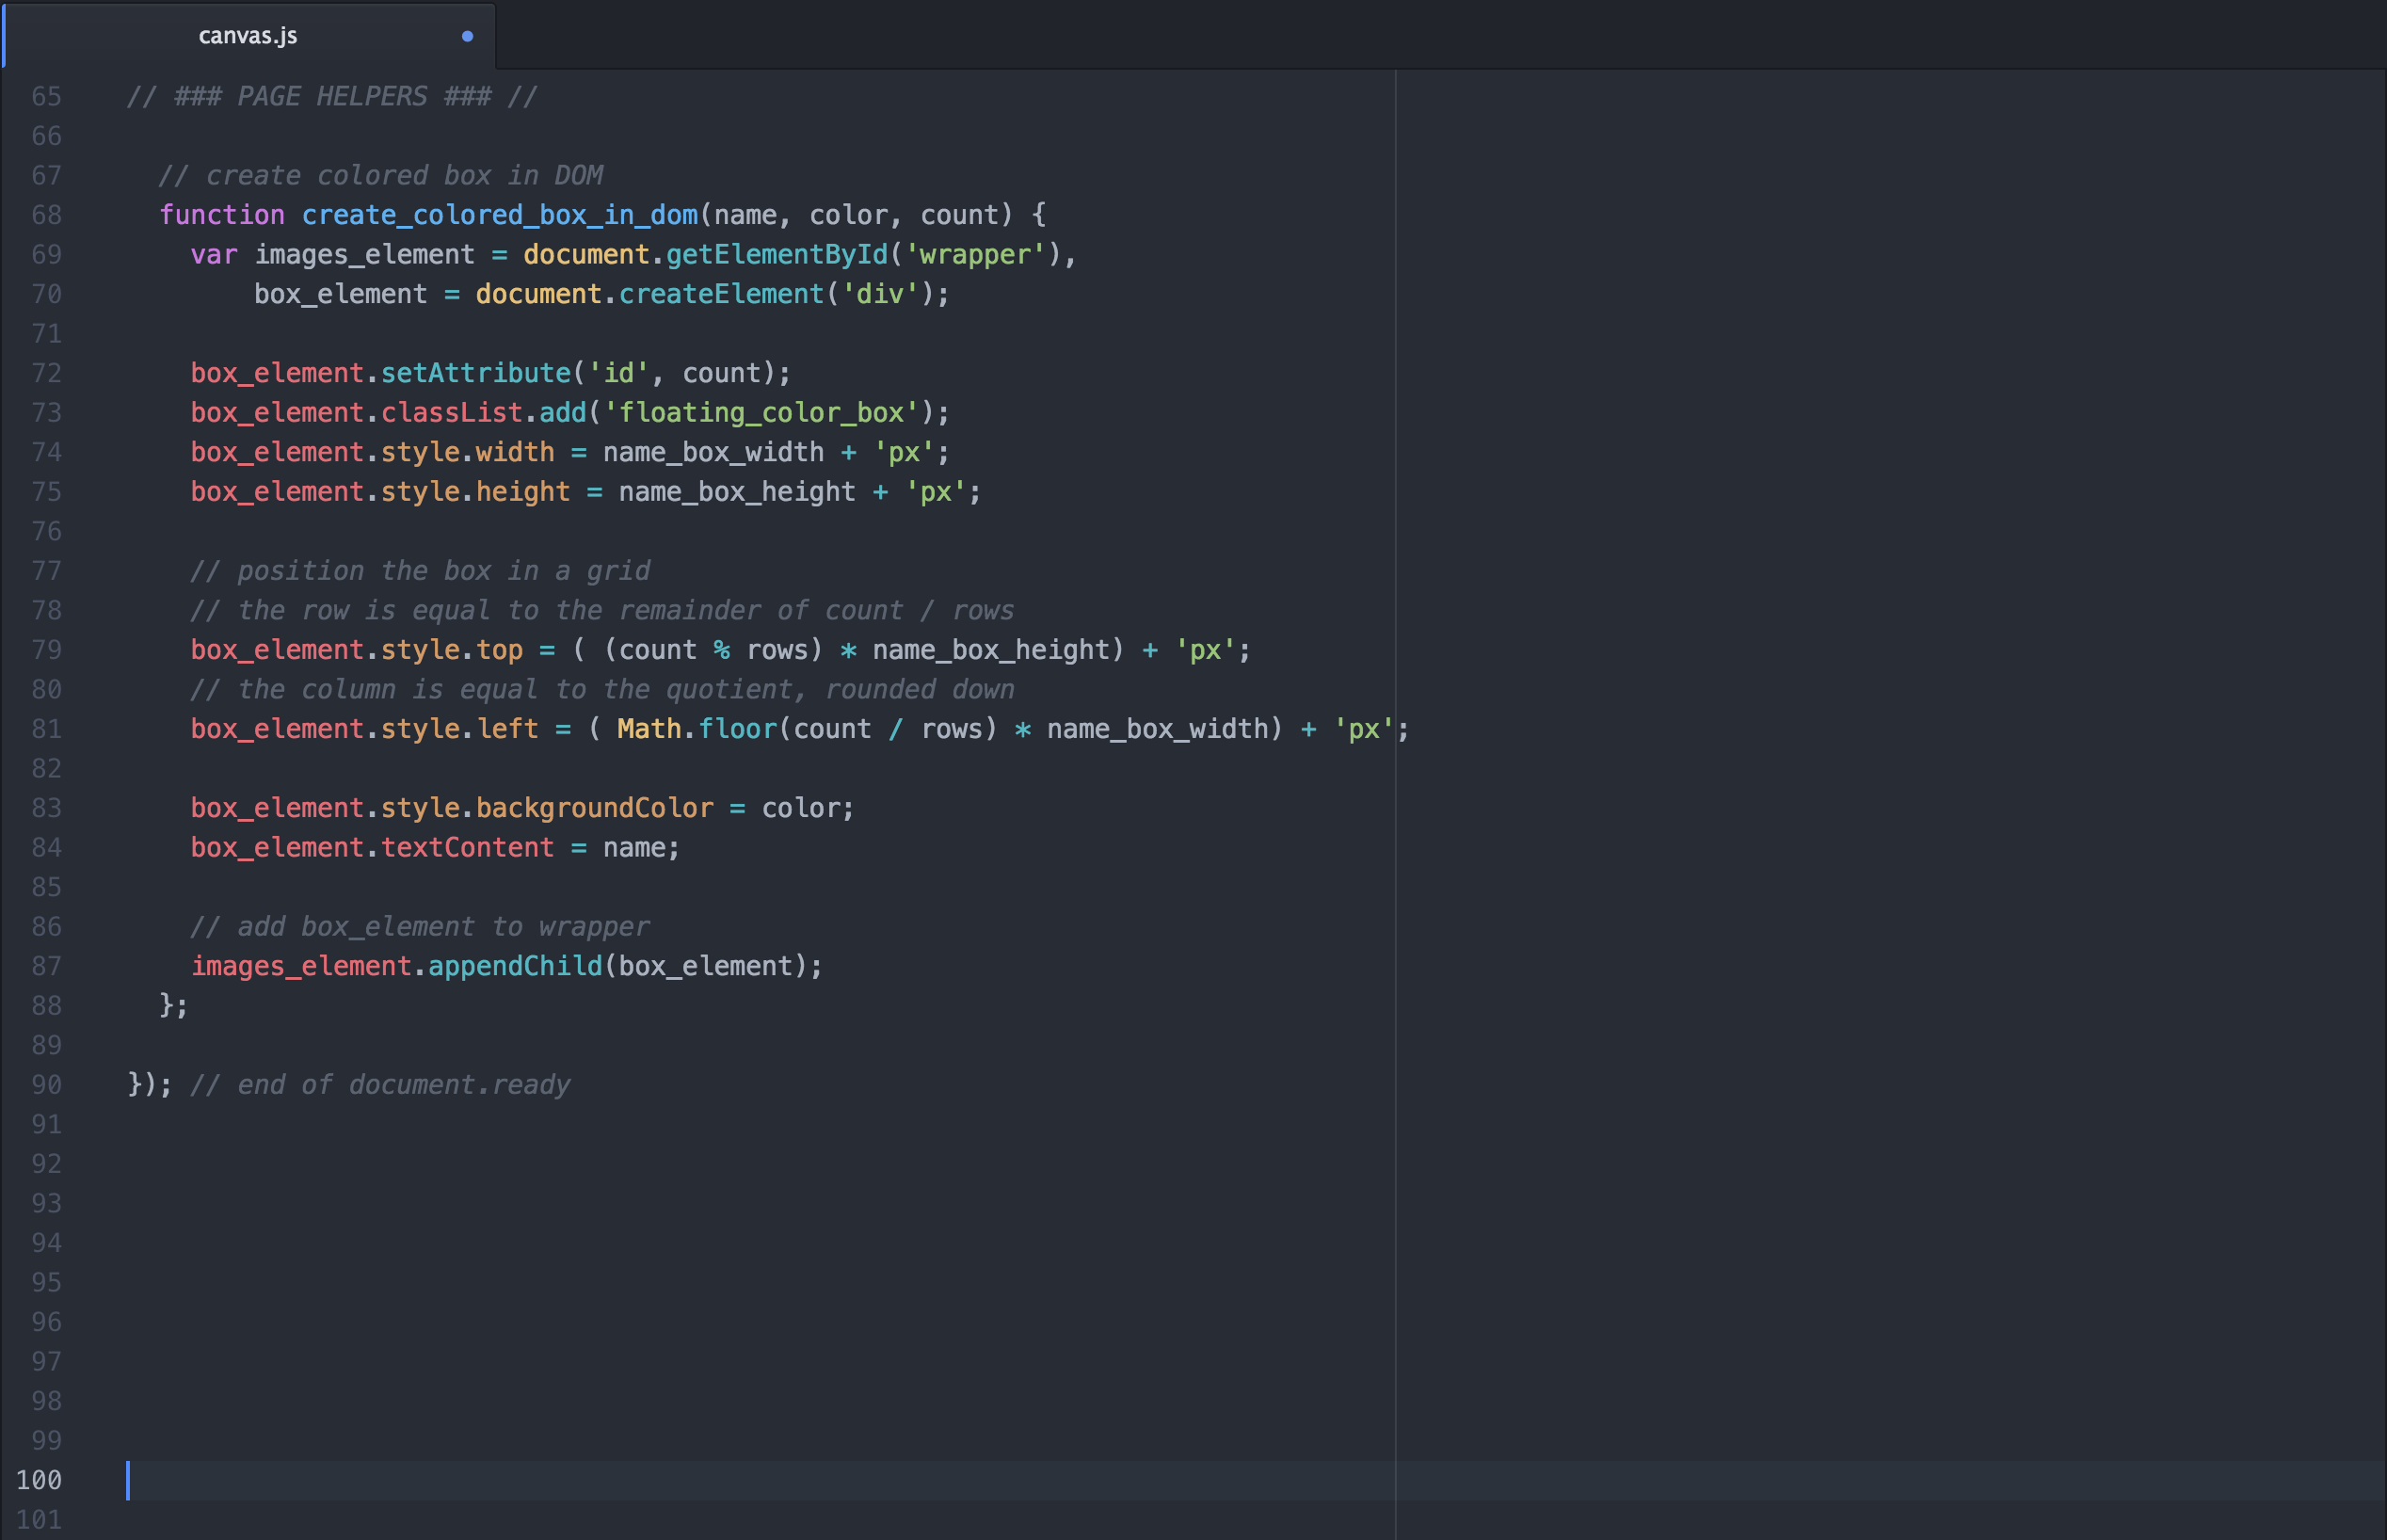 canvas.js
65 // ### PAGE HELPERS ### //
66
67   // create colored box in DOM
68   function create_colored_box_in_dom(name, color, count) {
69     var images_element = document.getElementById('wrapper'),
70         box_element = document.createElement('div');
71
72     box_element.setAttribute('id', count);
73     box_element.classList.add('floating_color_box');
74     box_element.style.width = name_box_width + 'px';
75     box_element.style.height = name_box_height + 'px';
76
77     // position the box in a grid
78     // the row is equal to the remainder of count / rows
79     box_element.style.top = ( (count % rows) * name_box_height) + 'px';
80     // the column is equal to the quotient, rounded down
81     box_element.style.left = ( Math.floor(count / rows) * name_box_width) + 'px';
82
83     box_element.style.backgroundColor = color;
84     box_element.textContent = name;
85
86     // add box_element to wrapper
87     images_element.appendChild(box_element);
88   };
89
90 }); // end of document.ready
91
92
93
94
95
96
97
98
99
100
101